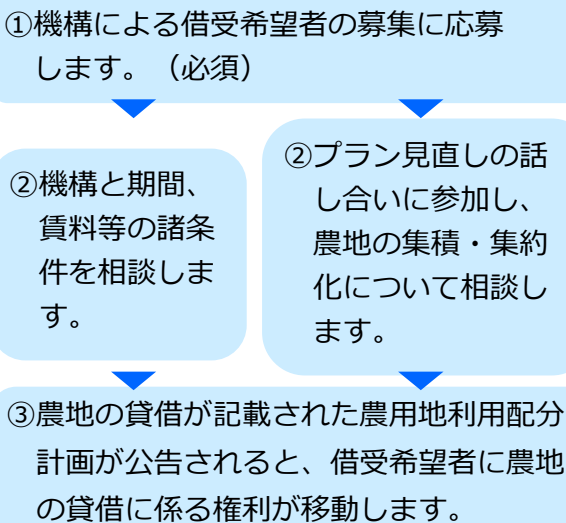 ①機構による借受希望者の募集に応募
します。（必須）
②機構と期間、
賃料等の諸条
件を相談しま
す。
②プラン見直しの話
し合いに参加し、
農地の集積・集約
化について相談し
ます。
③農地の貸借が記載された農用地利用配分
計画が公告されると、借受希望者に農地
の貸借に係る権利が移動します。